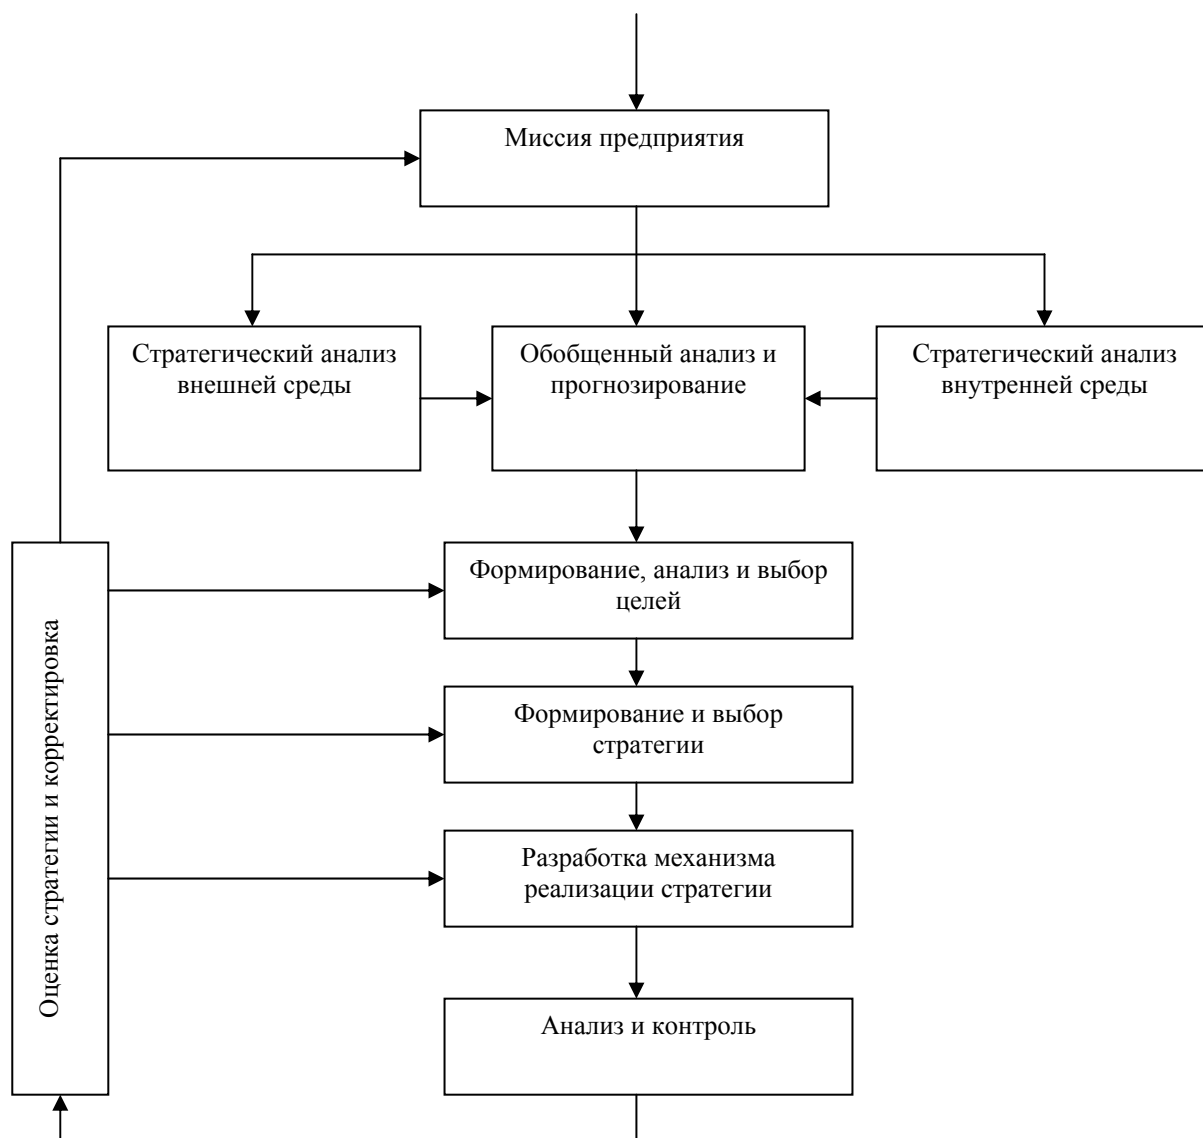 Миссия предприятия
Стратегический анализ
внешней среды
Обобщенный анализ и
прогнозирование
Стратегический анализ
внутренней среды
Формирование, анализ и выбор
целей
Формирование и выбор
стратегии
Разработка механизма
реализации стратегии
Анализ и контроль
Оценка стратегии и корректировка